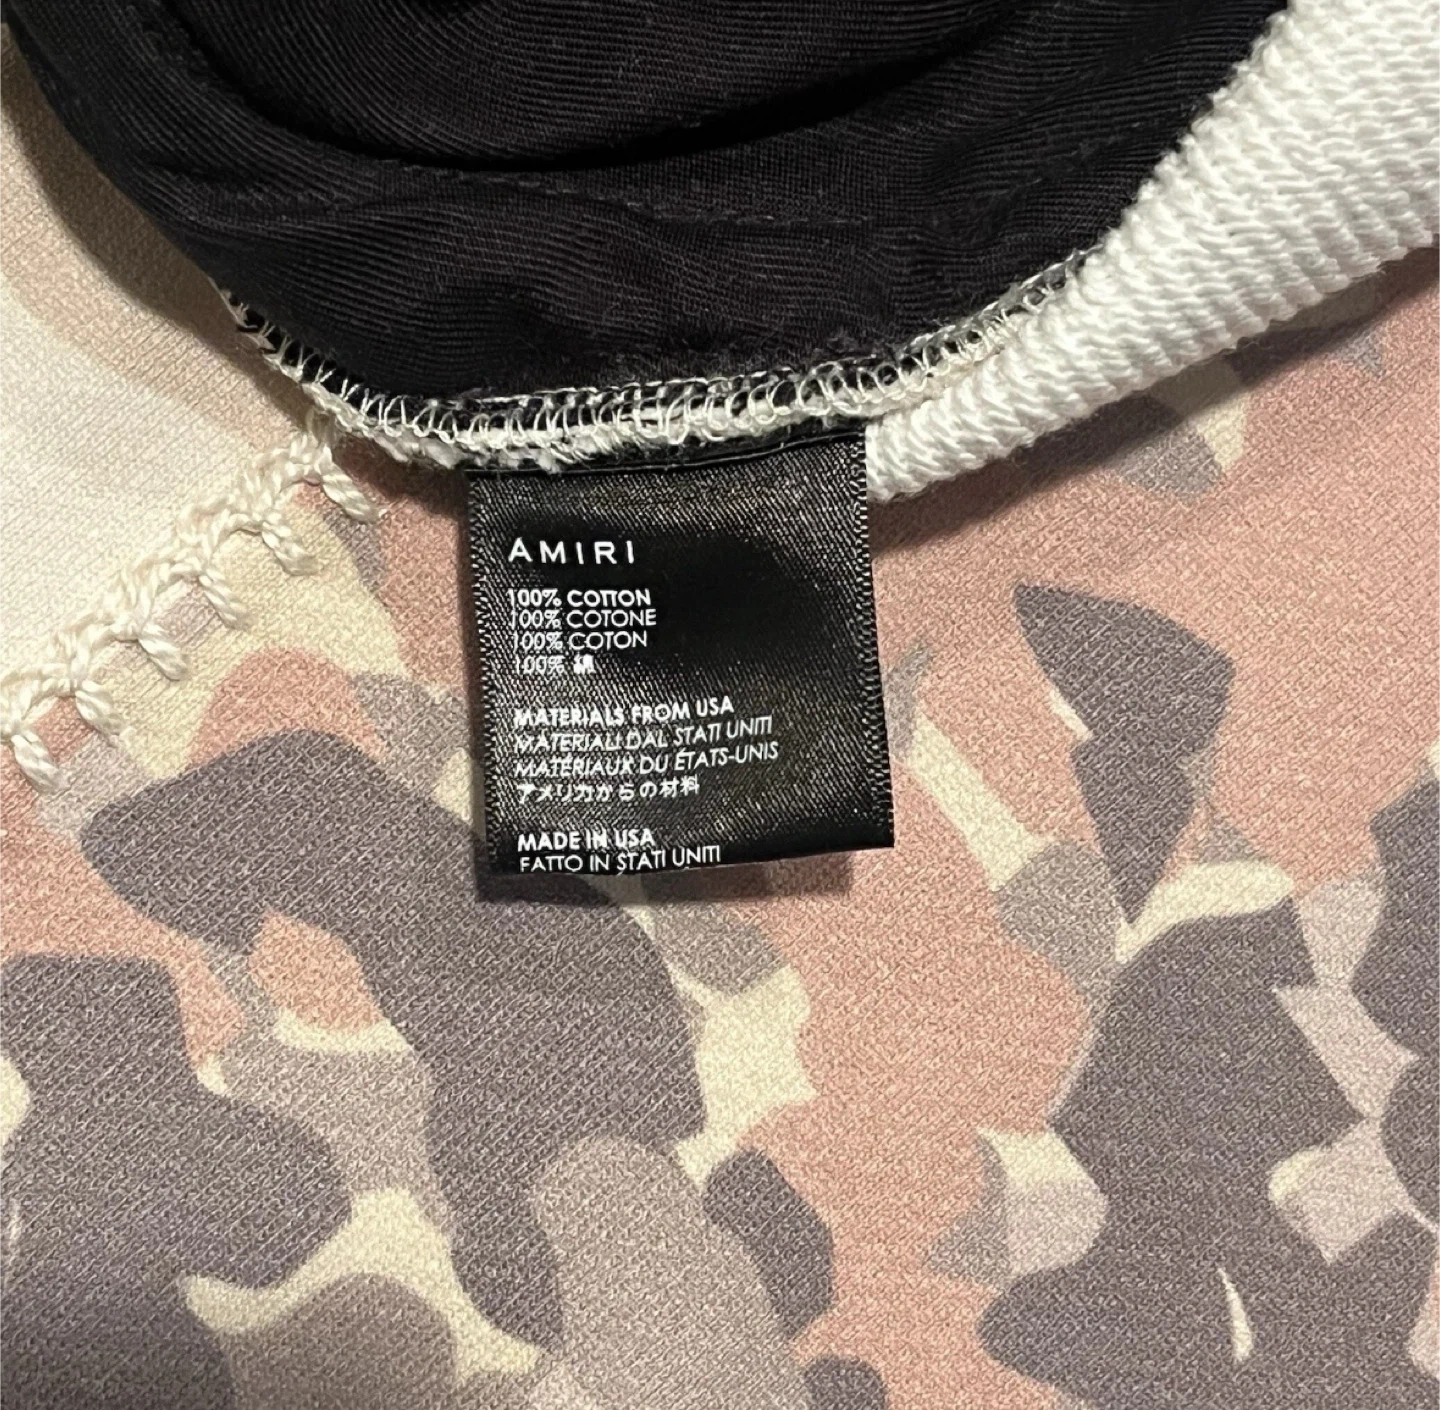 AMIRI
100% COTTON
100% COTONE
100% COTON
100% 綿
MATERIALS FROM USA
MATERIALI DAL STATI UNITI
MATÉRIAUX DU ÉTATS-UNIS
アメリカからの材料
MADE IN USA
FATTO IN STATI UNITI